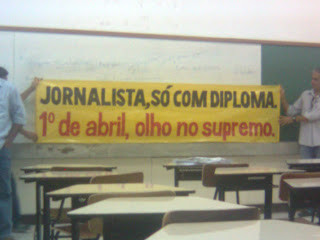 JORNALISTA, SÓ COM DIPLOMA.
1º de abril, olho no supremo.